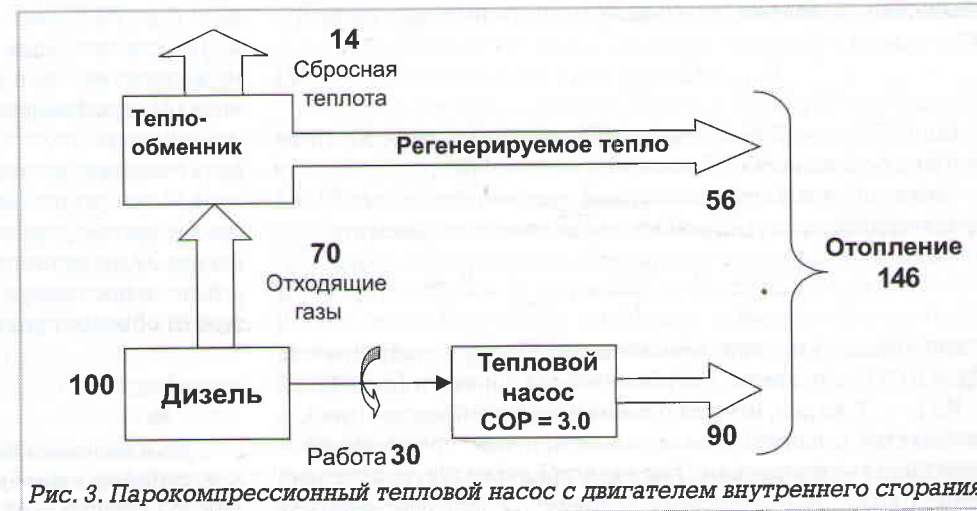 14
Сбросная
теплота
Тепло-
обменник
Регенерируемое тепло
56
70
Отходящие
газы
Отопление
146
100
Дизель
Тепловой
насос
COP = 3.0
90
Работа 30
Рис. 3. Парокомпрессионный тепловой насос с двигателем внутреннего сгорания